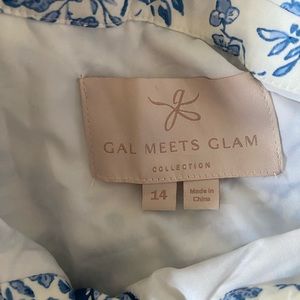 GAL MEETS GLAM
COLLECTION
14
Made in
China